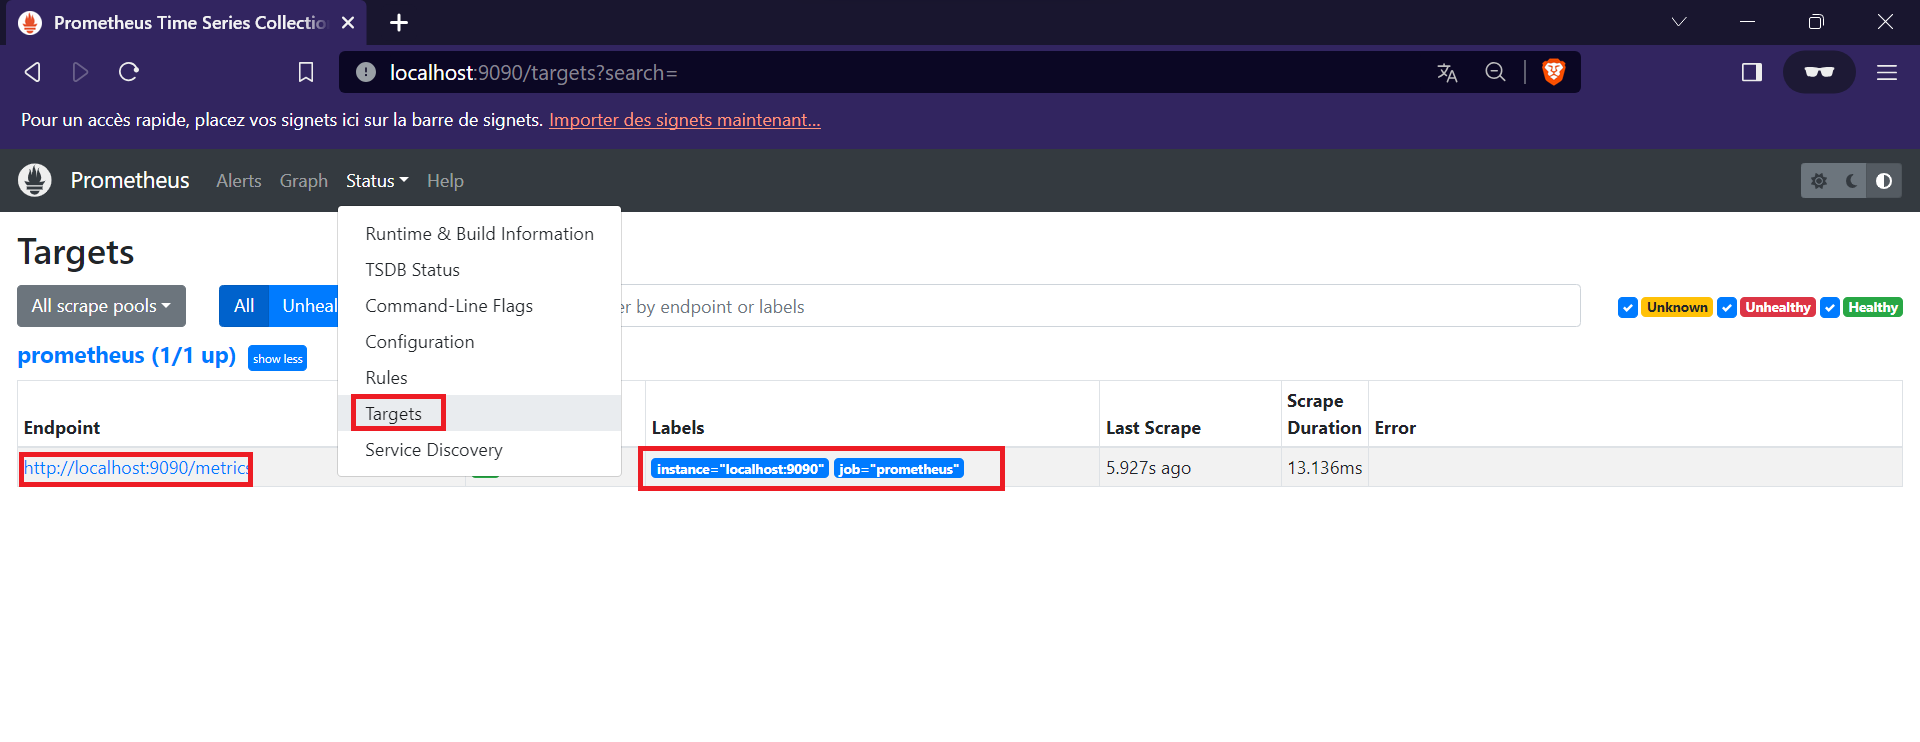 Prometheus Time Series Collectio
localhost:9090/targets?search=
Pour un accès rapide, placez vos signets ici sur la barre de signets. Importer des signets maintenant...
Prometheus Alerts Graph Status Help
Runtime & Build Information
TSDB Status
Command-Line Flags
Configuration
Rules
Targets
Service Discovery
Targets
All scrape pools All Unheal er by endpoint or labels Unknown Unhealthy Healthy
prometheus (1/1 up) show less
Endpoint Labels Last Scrape Scrape Duration Error
http://localhost:9090/metrics instance="localhost:9090" job="prometheus" 5.927s ago 13.136ms